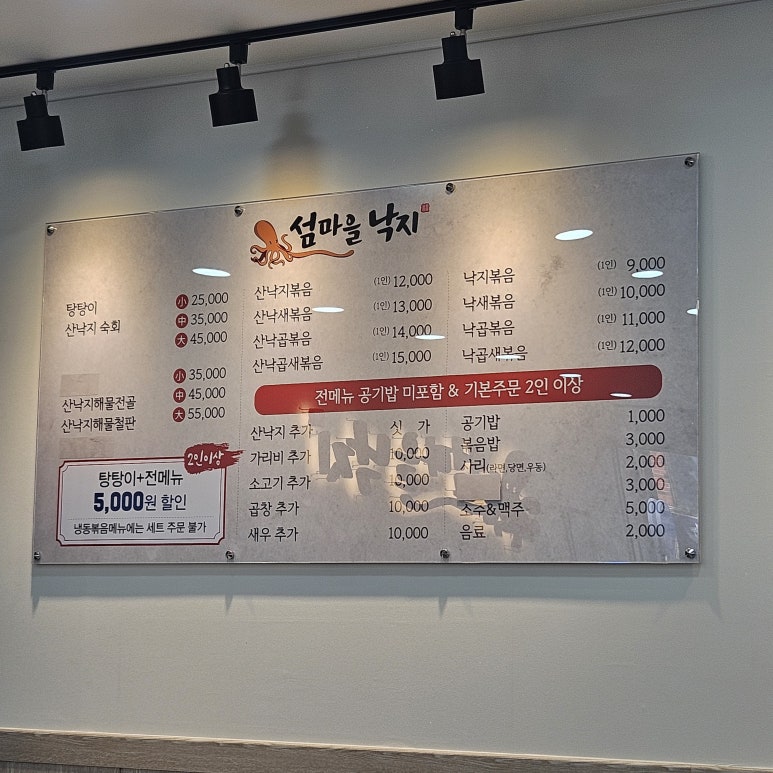 섬마을 낙지
탕탕이
산낙지 숙회
小 25,000
中 35,000
大 45,000
산낙지해물전골
산낙지해물철판
小 35,000
中 45,000
大 55,000
2인이상
탕탕이+전메뉴
5,000원 할인
냉동볶음메뉴에는 세트 주문 불가
산낙지볶음 (1인) 12,000
산낙새볶음 (1인) 13,000
산낙곱볶음 (1인) 14,000
산낙곱새볶음 (1인) 15,000
낙지볶음 (1인) 9,000
낙새볶음 (1인) 10,000
낙곱볶음 (1인) 11,000
낙곱새볶음 (1인) 12,000
전메뉴 공기밥 미포함 & 기본주문 2인 이상
산낙지 추가 싯 가
가리비 추가 10,000
소고기 추가 10,000
곱창 추가 10,000
새우 추가 10,000
공기밥 1,000
볶음밥 3,000
사리(라면,당면,우동) 2,000
3,000
소주&맥주 5,000
음료 2,000